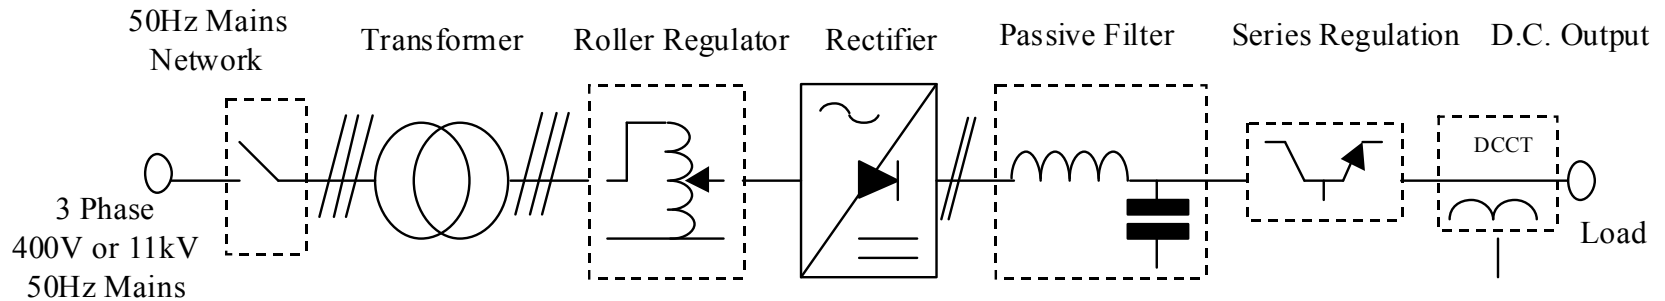 50Hz Mains
Network
Transformer
Roller Regulator
Rectifier
Passive Filter
Series Regulation
D.C. Output
DCCT
3 Phase
400V or 11kV
50Hz Mains
Load